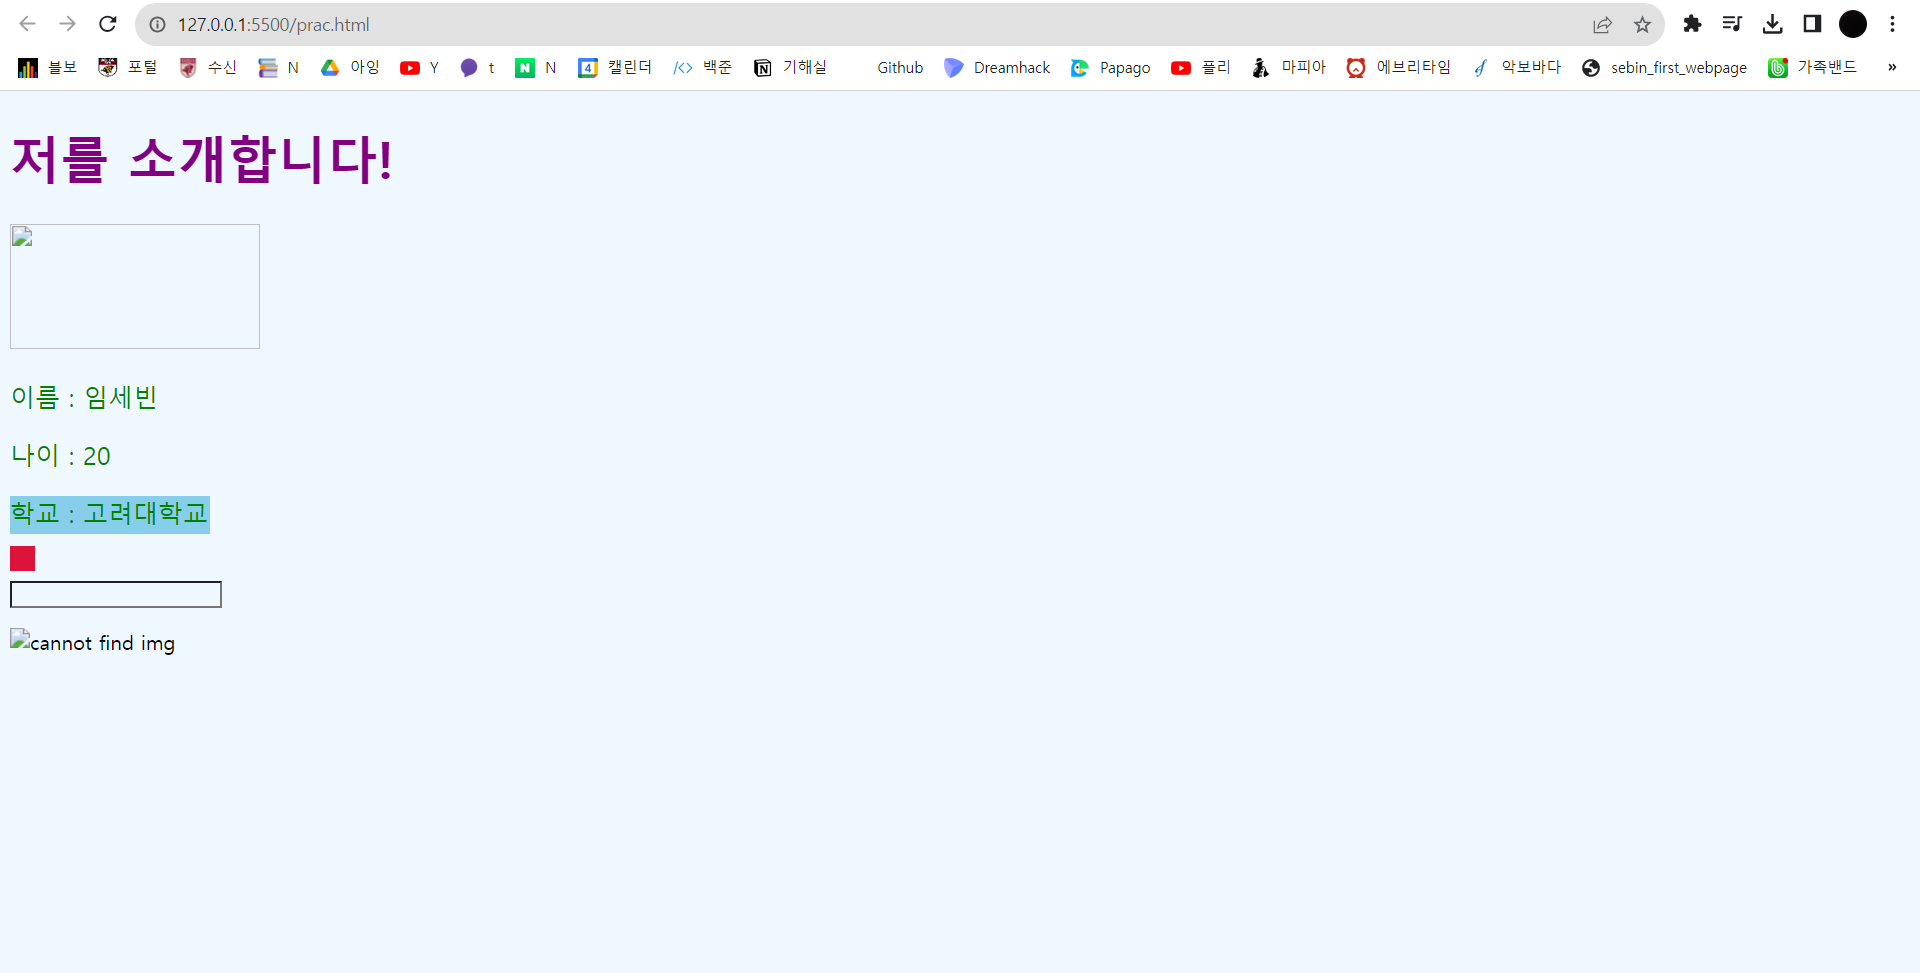 127.0.0.1:5500/prac.html
블보 포털 수신 N 아잉 Y t N 캘린더 백준 기해실 Github Dreamhack Papago 플리 마피아 에브리타임 악보바다 sebin_first_webpage 가족밴드 »
저를 소개합니다!
이름 : 임세빈
나이 : 20
학교 : 고려대학교
cannot find img